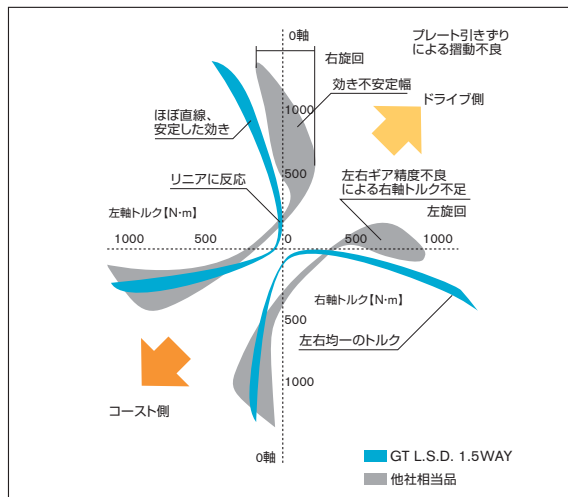 0軸
プレート引きずり
による摺動不良
右旋回
効き不安定幅
ドライブ側
ほぼ直線、
安定した効き
1000
リニアに反応
500
左右ギア精度不良
による右軸トルク不足
左軸トルク【N・m】
左旋回
1000
500
0
500
1000
0
右軸トルク【N・m】
500
左右均一のトルク
1000
コースト側
0軸
GT L.S.D. 1.5WAY
他社相当品